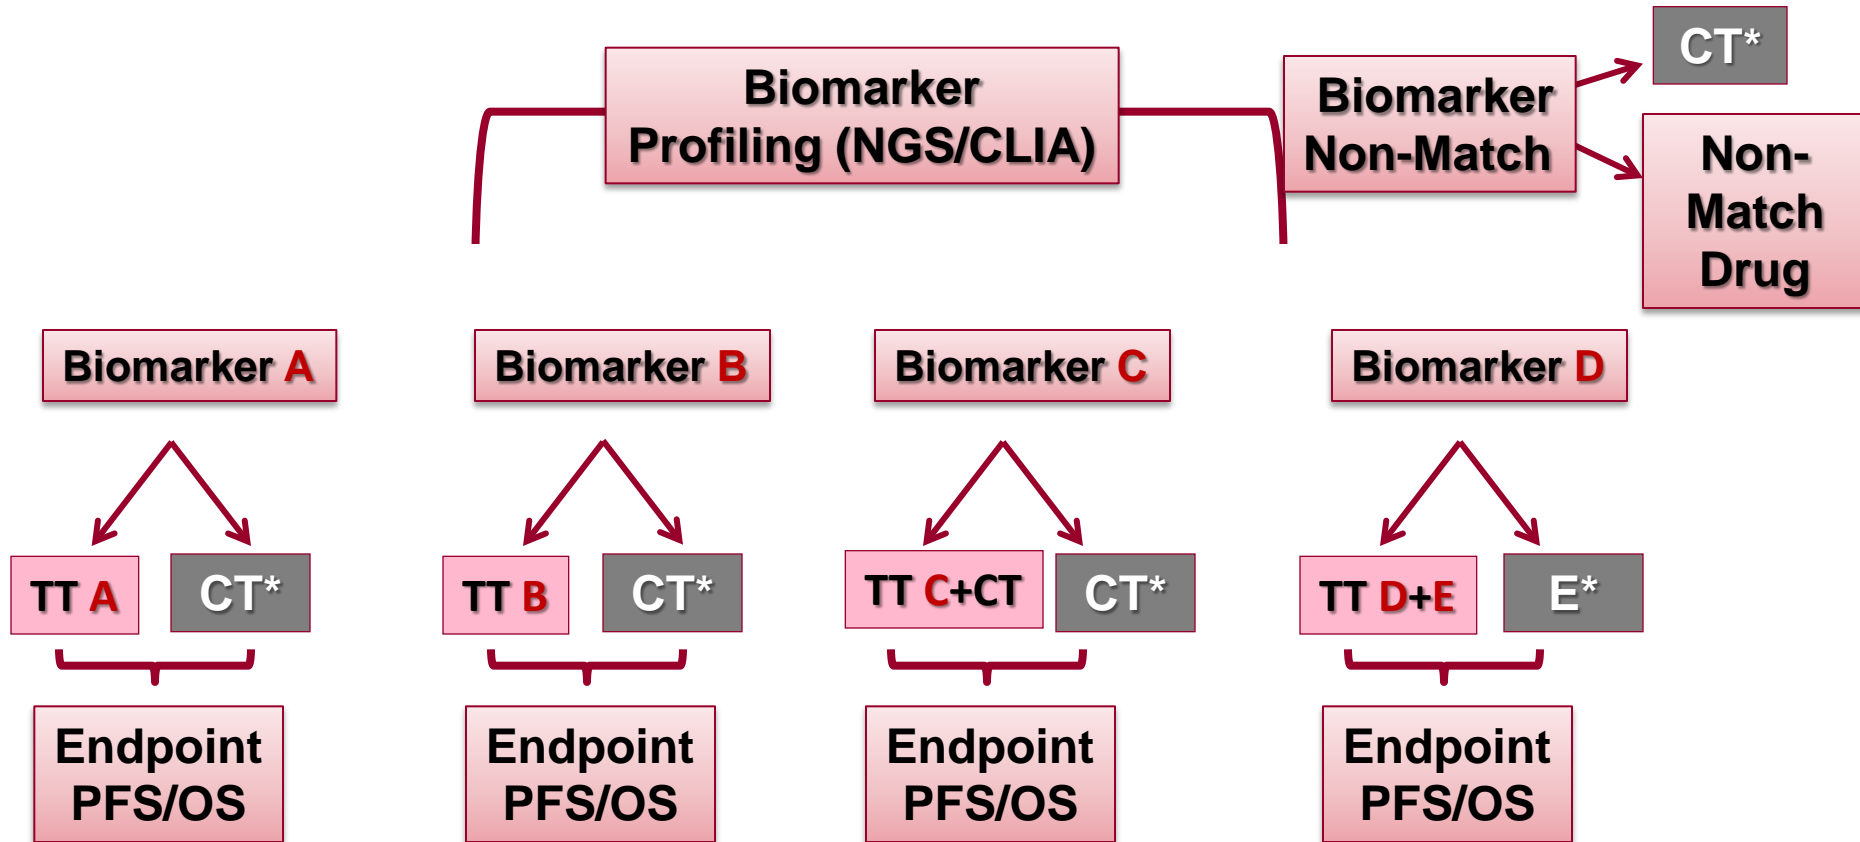 Biomarker
Profiling (NGS/CLIA)
Biomarker
Non-Match
CT*
Non-
Match
Drug
Biomarker A
Biomarker B
Biomarker C
Biomarker D
TT A
CT*
TT B
CT*
TT C+CT
CT*
TT D+E
E*
Endpoint
PFS/OS
Endpoint
PFS/OS
Endpoint
PFS/OS
Endpoint
PFS/OS